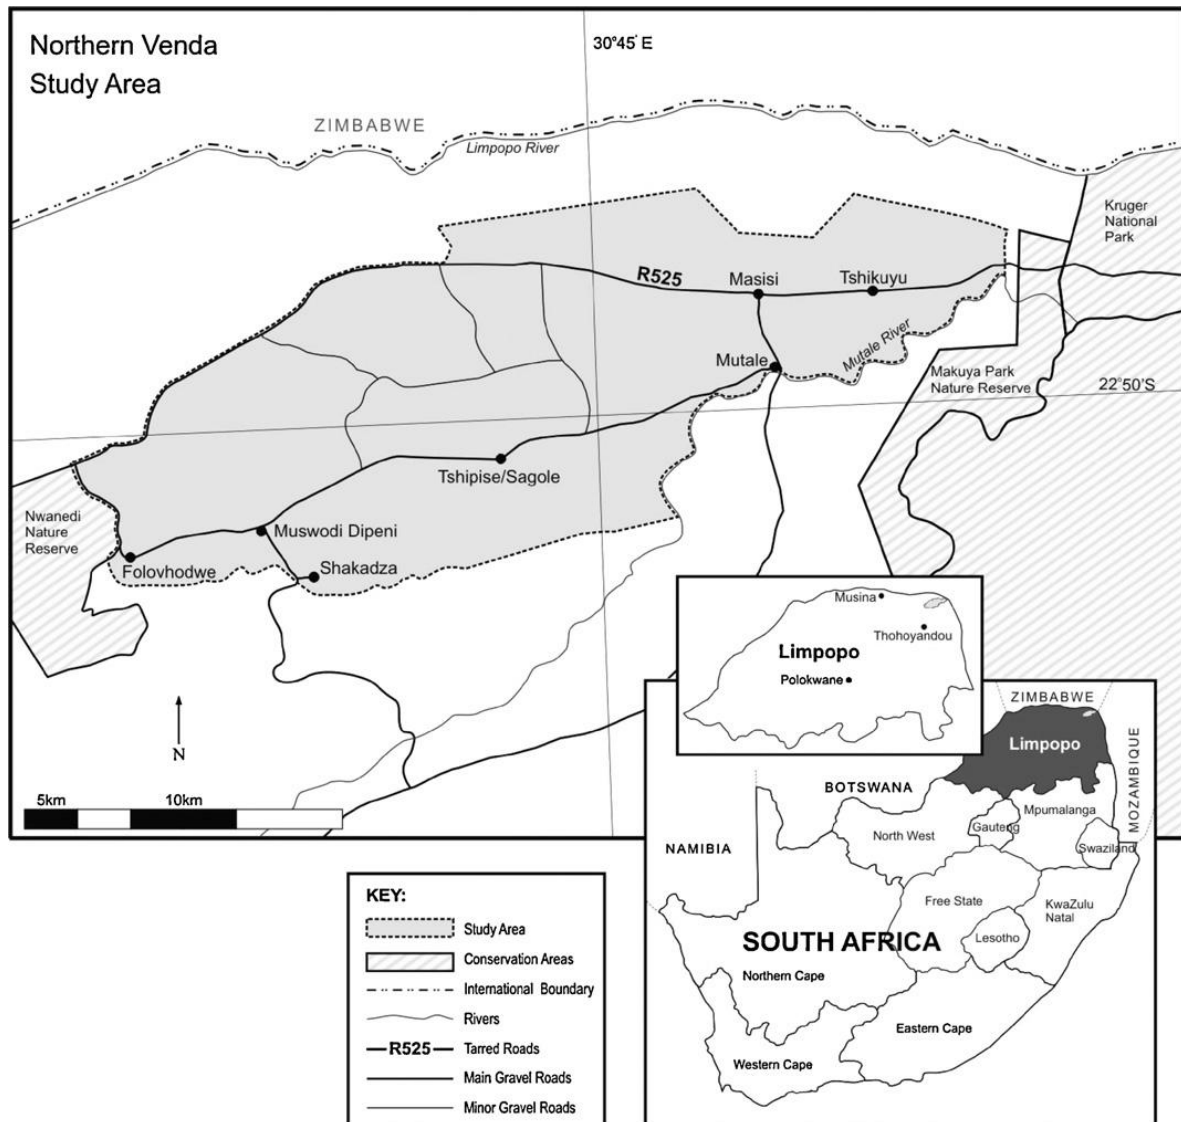 Northern Venda
Study Area
30°45' E
ZIMBABWE
Limpopo River
Kruger
National
Park
R525
Masisi
Tshikuyu
Mutale River
Mutale
Makuya Park
Nature Reserve
22°50'S
Tshipise/Sagole
Nwanedi
Nature
Reserve
Muswodi Dipeni
Folovhodwe
Shakadza
N
5km
10km
Musina
Thohoyandou
Limpopo
Polokwane
ZIMBABWE
Limpopo
MOZAMBIQUE
BOTSWANA
Mpumalanga
North West
Gauteng
Swaziland
NAMIBIA
Free State
KwaZulu
Natal
Lesotho
SOUTH AFRICA
Northern Cape
Eastern Cape
Western Cape
KEY:
Study Area
Conservation Areas
International Boundary
Rivers
R525 Tarred Roads
Main Gravel Roads
Minor Gravel Roads